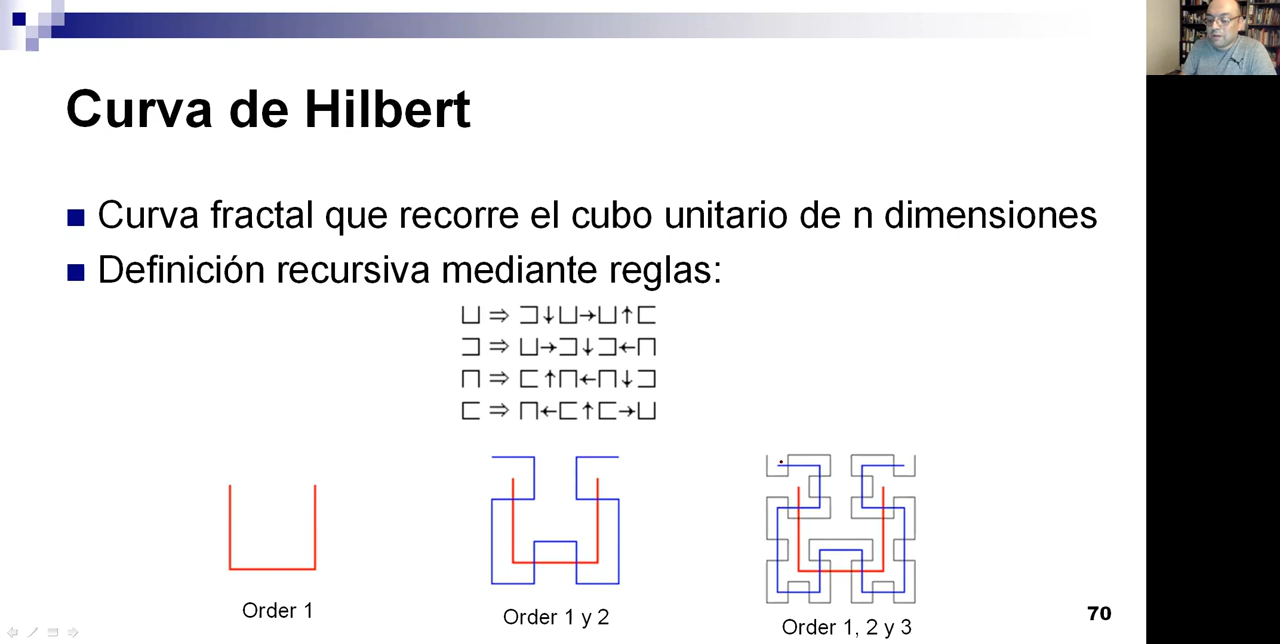 Curva de Hilbert
Curva fractal que recorre el cubo unitario de n dimensiones
Definición recursiva mediante reglas:
⊔ ⇒ ⊐↓⊔→⊔↑⊏
⊐ ⇒ ⊔→⊐↓⊐←⊓
⊓ ⇒ ⊏↑⊓←⊓↓⊐
⊏ ⇒ ⊓←⊏↑⊏→⊔
Order 1
Order 1 y 2
Order 1, 2 y 3
70